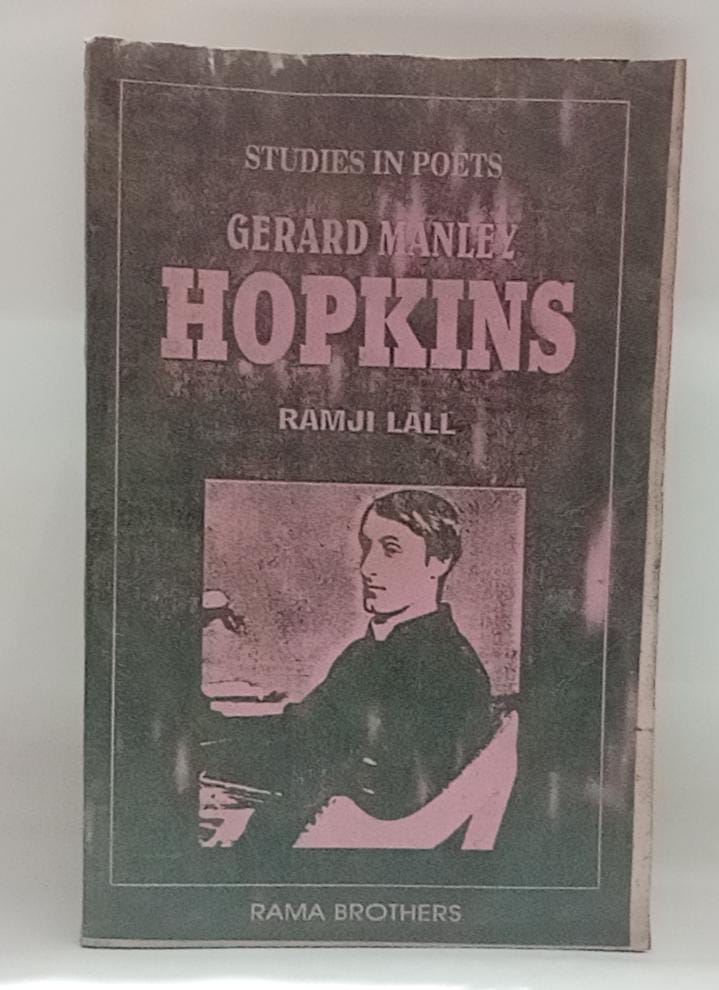 STUDIES IN POETS
GERARD MANLEY
HOPKINS
RAMJI LALL
RAMA BROTHERS